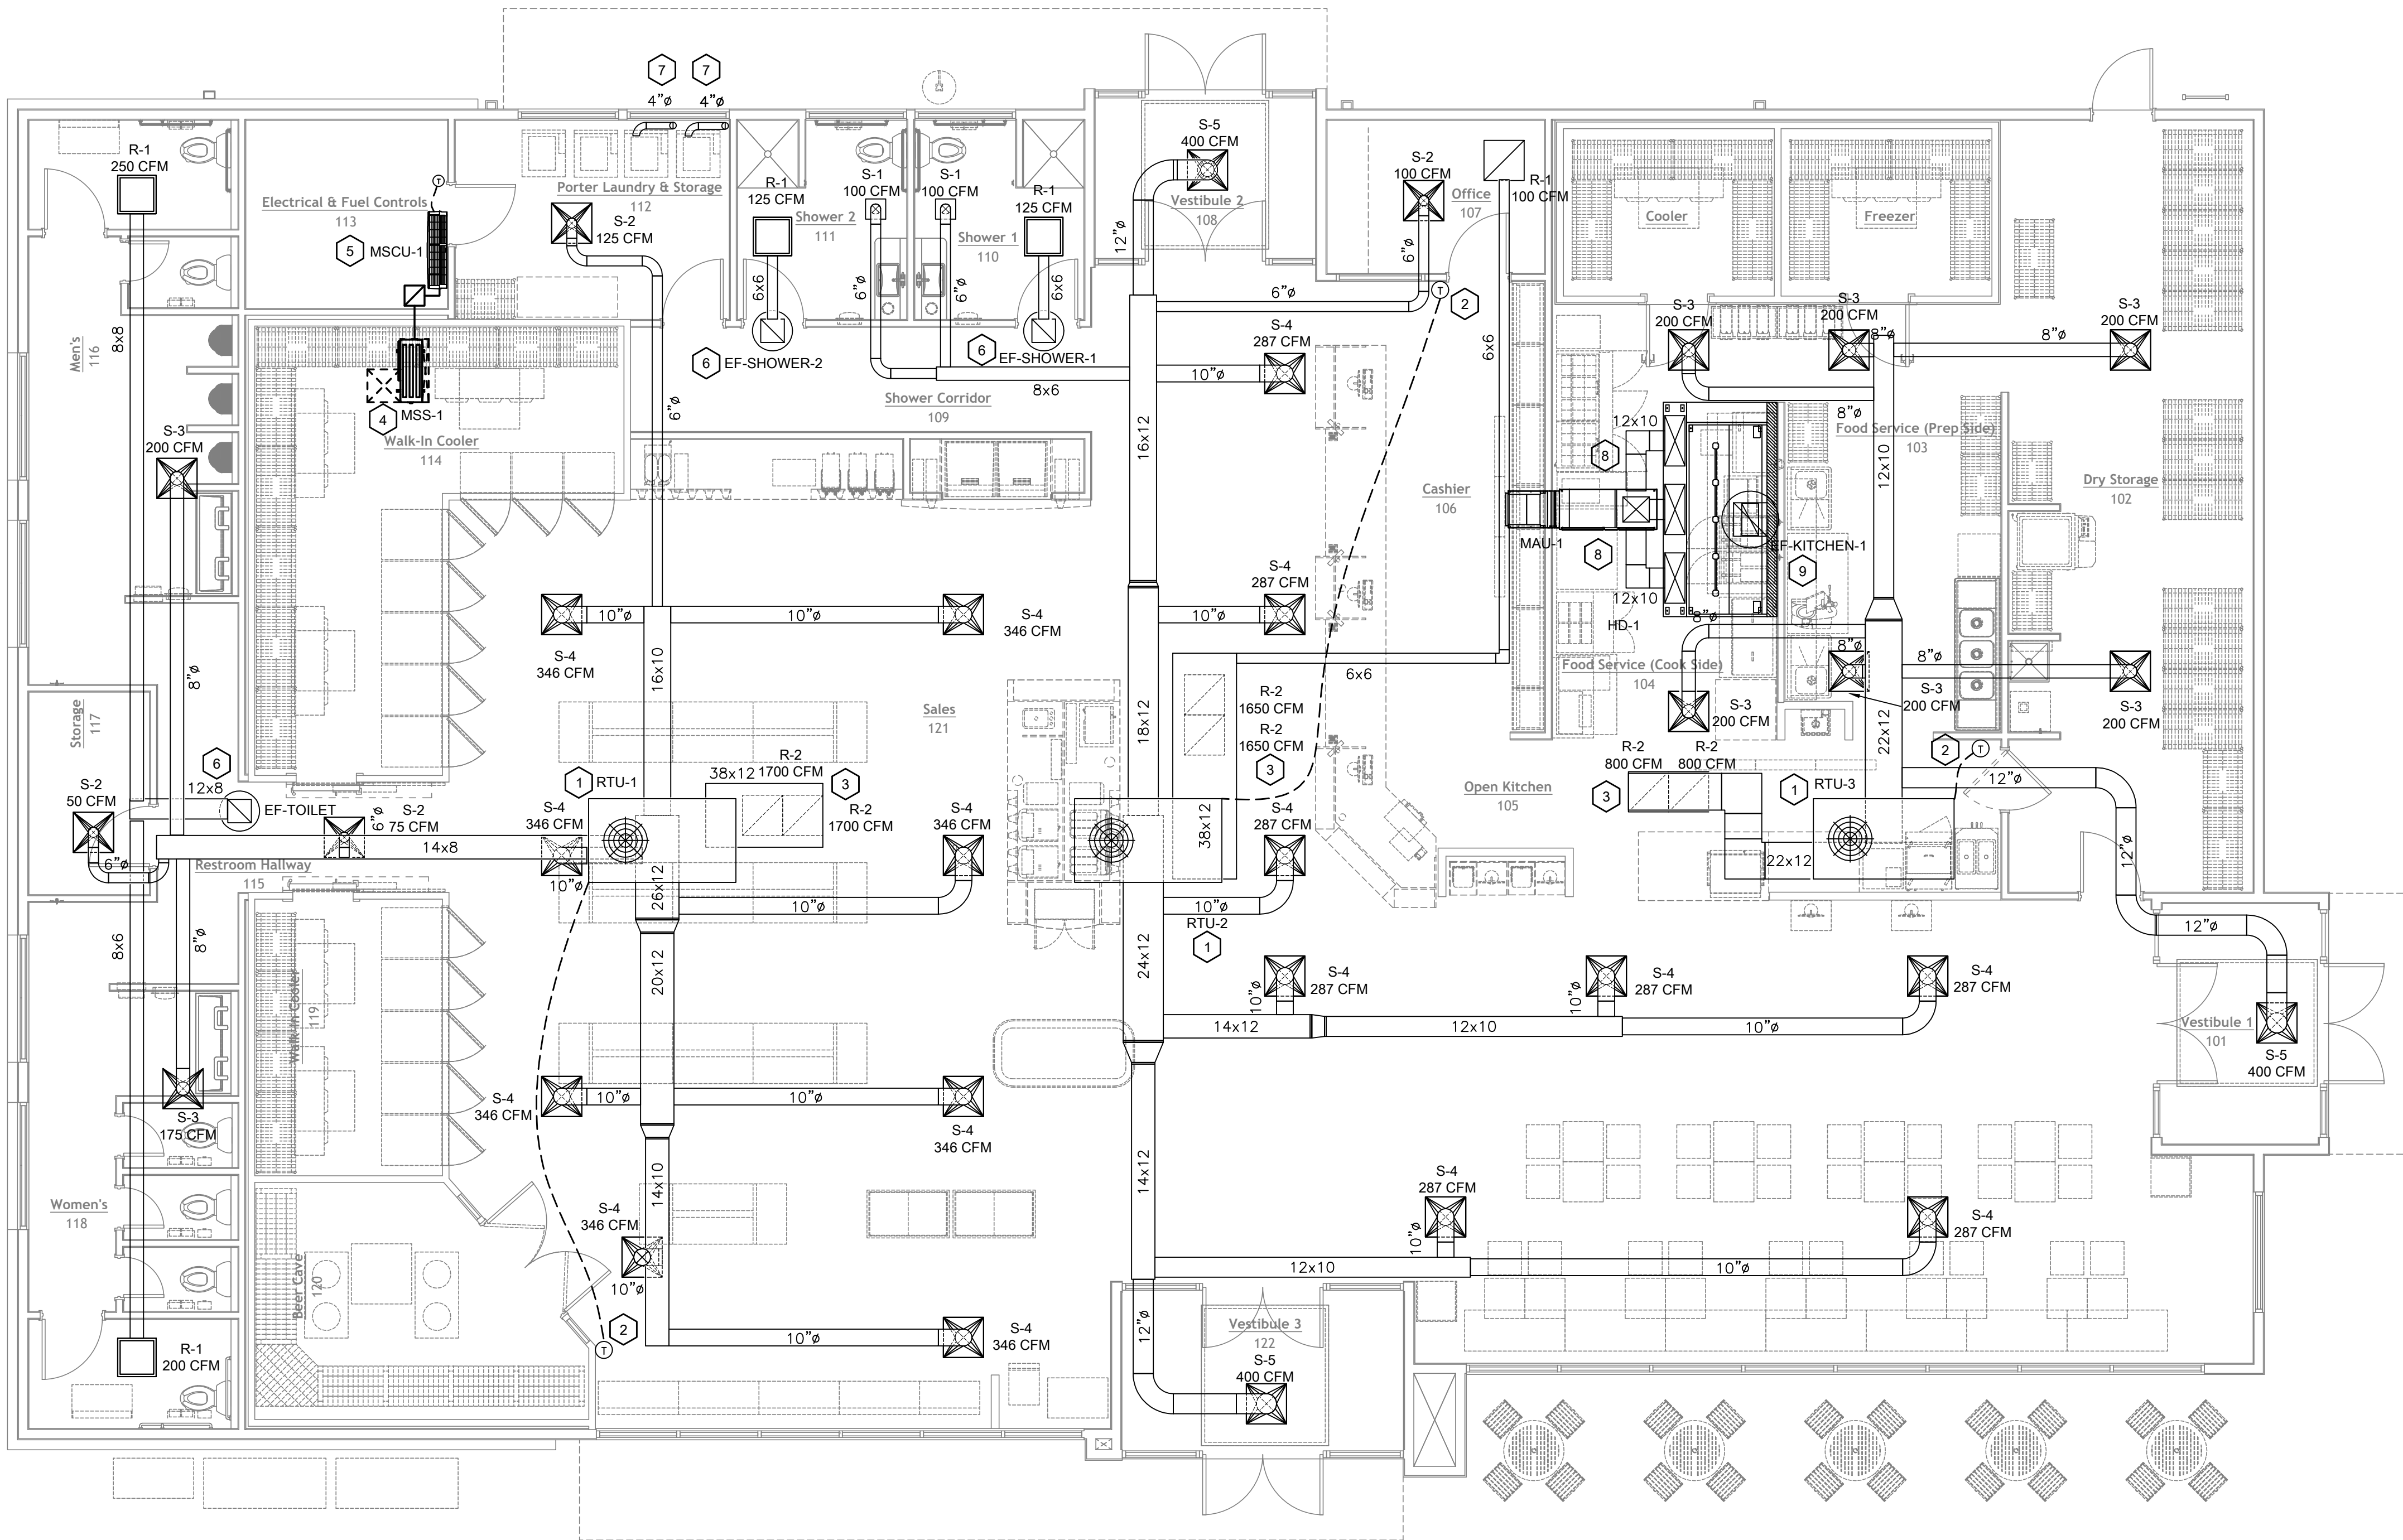 7
7
4"ø
4"ø
R-1
250 CFM
Electrical & Fuel Controls
113
5
MSCU-1
T
Porter Laundry & Storage
112
S-2
125 CFM
R-1
125 CFM
Shower 2
111
S-1
100 CFM
S-1
100 CFM
Shower 1
110
R-1
125 CFM
6x6
6x6
6"ø
6"ø
6
EF-SHOWER-2
6
EF-SHOWER-1
S-5
400 CFM
Vestibule 2
108
12"ø
S-2
100 CFM
Office
107
R-1
100 CFM
6"ø
6"ø
T
2
Cooler
Freezer
S-3
200 CFM
S-3
200 CFM
S-3
200 CFM
8"ø
8"ø
8"ø
Men's
116
8x8
4
MSS-1
Walk-In Cooler
114
S-3
200 CFM
6"ø
Shower Corridor
109
8x6
S-4
287 CFM
10"ø
16x12
6x6
Cashier
106
12x10
8
MAU-1
8
12x10
HD-1
EF-KITCHEN-1
9
Food Service (Prep Side)
103
12x10
Dry Storage
102
S-4
346 CFM
10"ø
10"ø
S-4
346 CFM
16x10
S-4
287 CFM
10"ø
8"ø
Food Service (Cook Side)
104
S-3
200 CFM
8"ø
S-3
200 CFM
8"ø
S-3
200 CFM
8"ø
Storage
117
Sales
121
18x12
6x6
R-2
1650 CFM
R-2
1650 CFM
3
22x12
2
T
12"ø
S-2
50 CFM
6
12x8
EF-TOILET
6"ø
S-2
75 CFM
6"ø
14x8
1
RTU-1
S-4
346 CFM
10"ø
38x12
R-2
1700 CFM
3
R-2
1700 CFM
S-4
346 CFM
10"ø
26x12
38x12
S-4
287 CFM
10"ø
RTU-2
1
Open Kitchen
105
R-2
800 CFM
R-2
800 CFM
3
1
RTU-3
22x12
12"ø
12"ø
Restroom Hallway
115
8x6
8"ø
20x12
24x12
S-4
287 CFM
10"ø
S-4
287 CFM
10"ø
S-4
287 CFM
14x12
12x10
10"ø
Vestibule 1
101
S-5
400 CFM
Walk-In Cooler
119
S-3
175 CFM
S-4
346 CFM
10"ø
10"ø
S-4
346 CFM
14x12
Women's
118
14x10
S-4
346 CFM
10"ø
S-4
287 CFM
10"ø
S-4
287 CFM
12x10
10"ø
Beer Cave
120
R-1
200 CFM
2
T
10"ø
S-4
346 CFM
12"ø
Vestibule 3
122
S-5
400 CFM